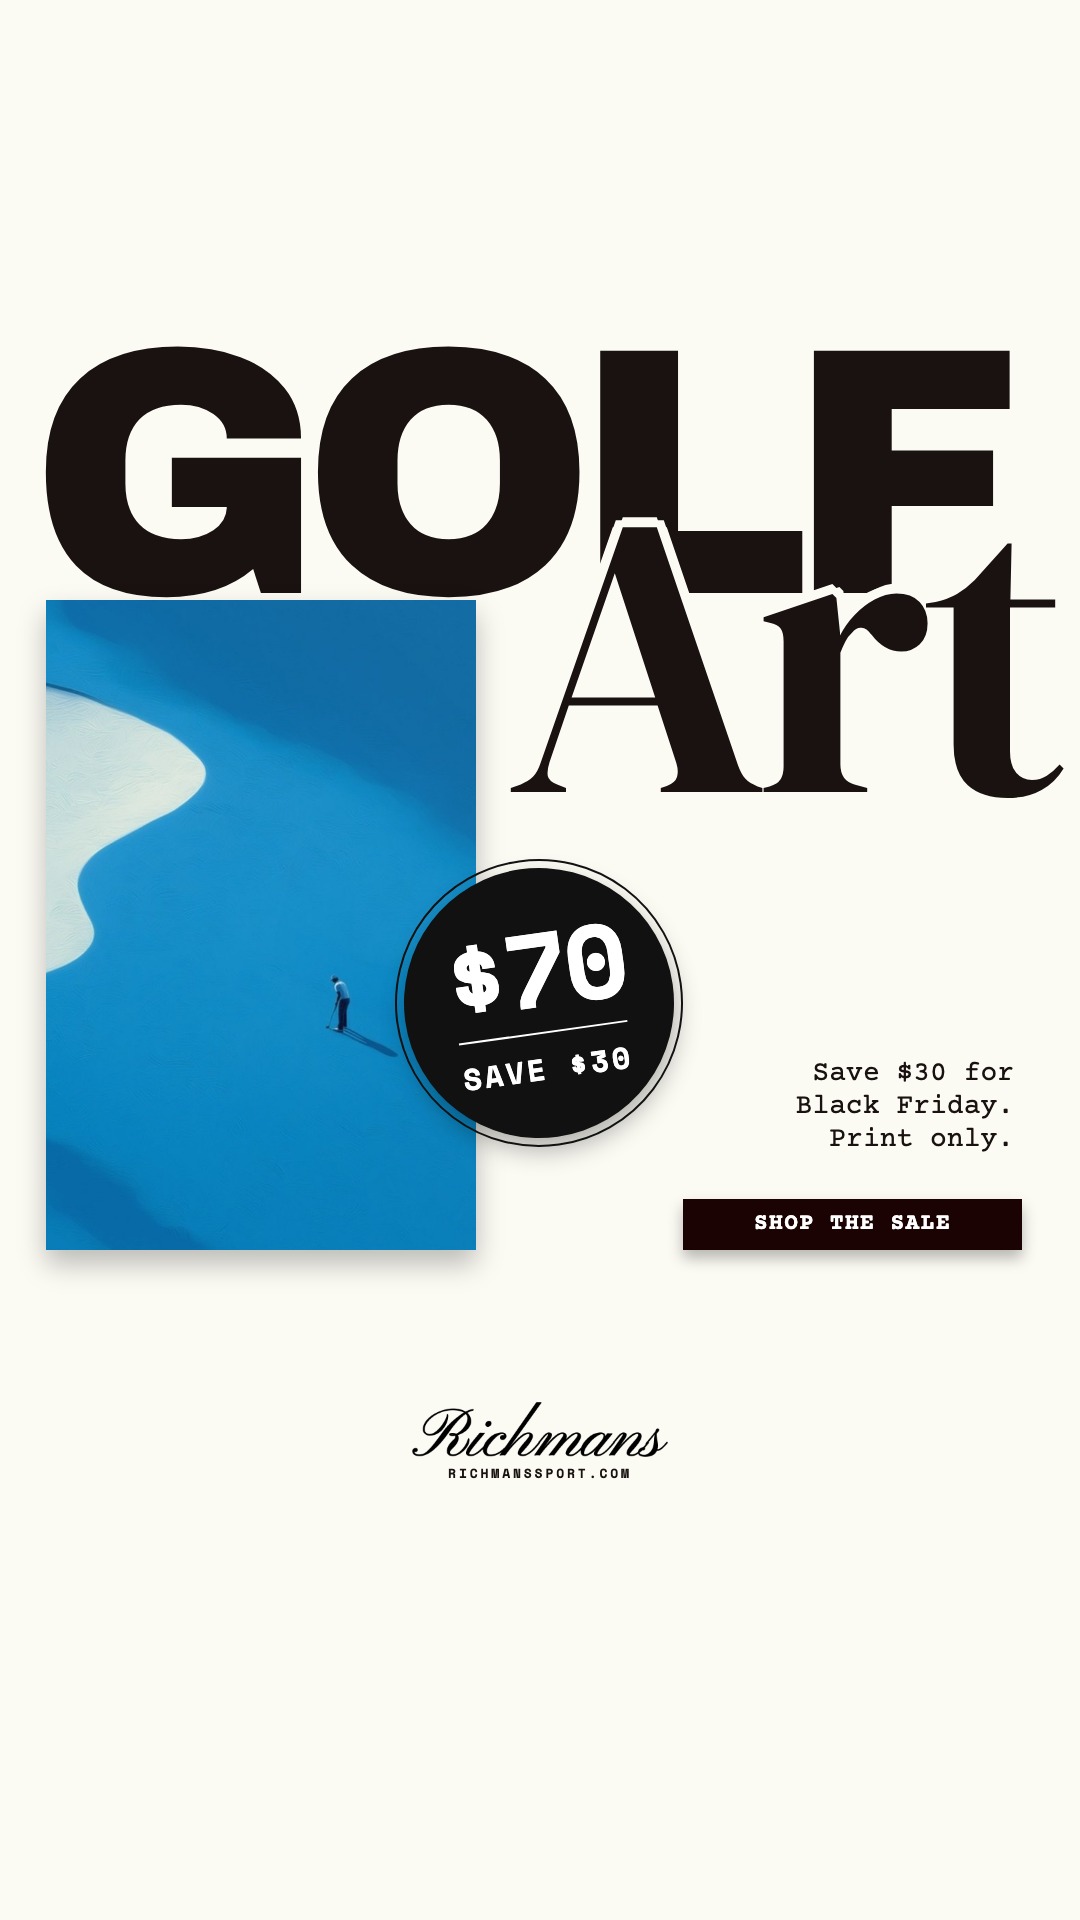 GOLF
Art
$70
SAVE $30
Save $30 for
Black Friday.
Print only.
SHOP THE SALE
Richmans
RICHMANSSPORT.COM